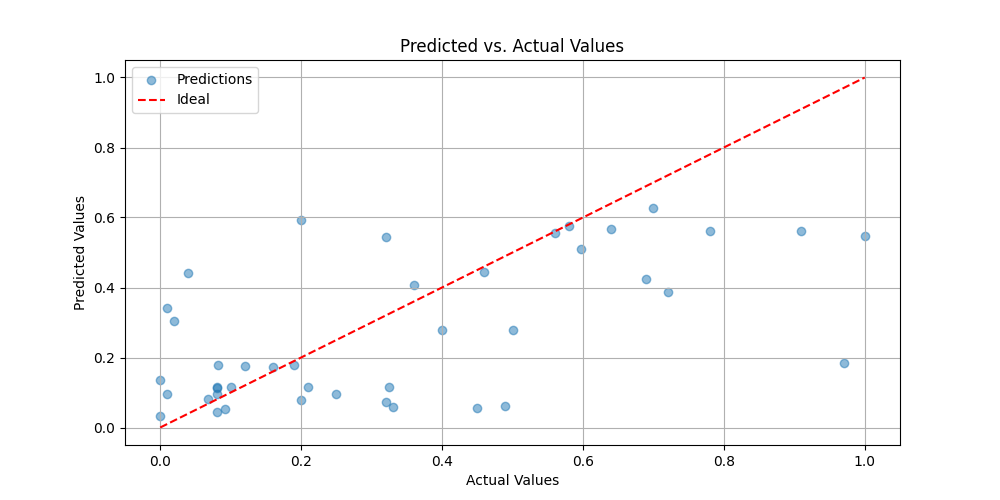 Predicted vs. Actual Values
Predictions
Ideal
Predicted Values
1.0
0.8
0.6
0.4
0.2
0.0
0.0 0.2 0.4 0.6 0.8 1.0
Actual Values